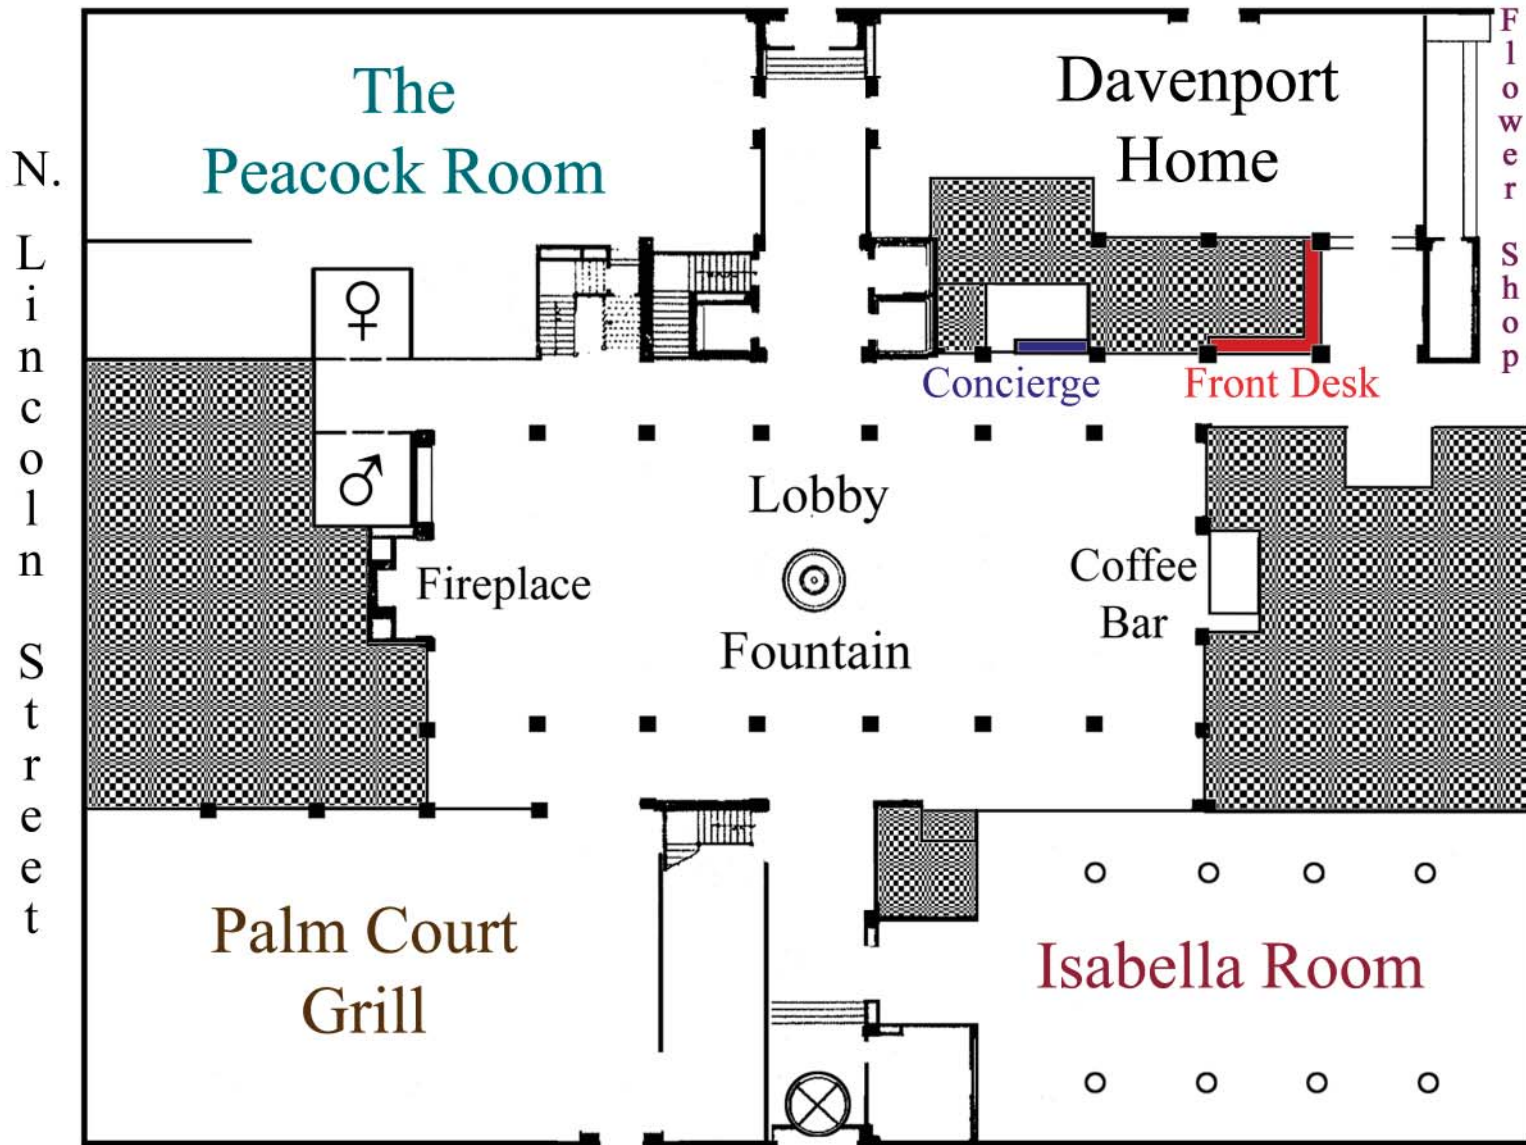 The
Peacock Room
Davenport
Home
Flower Shop
N. Lincoln Street
Concierge
Front Desk
Lobby
Fireplace
Coffee
Bar
Fountain
Palm Court
Grill
Isabella Room